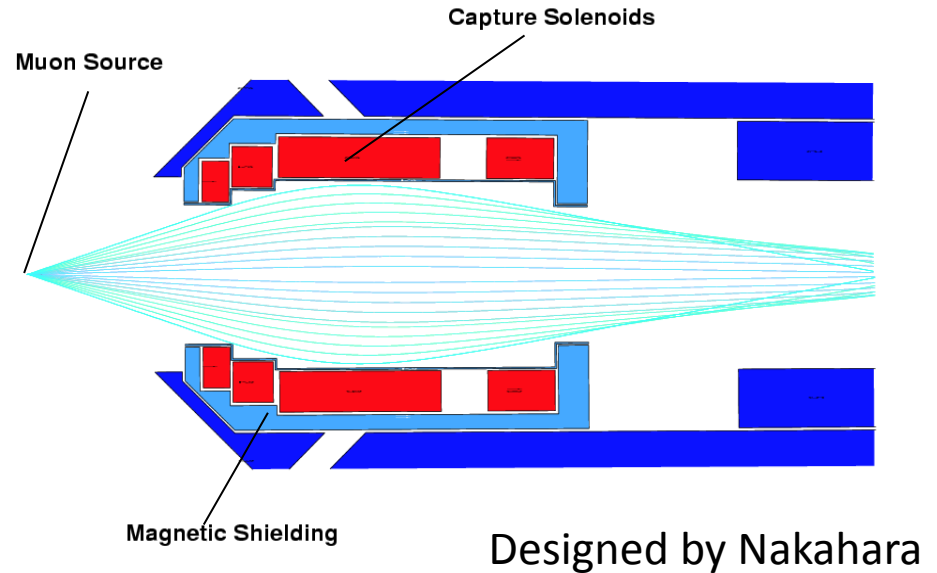 Capture Solenoids
Muon Source
Magnetic Shielding
Designed by Nakahara